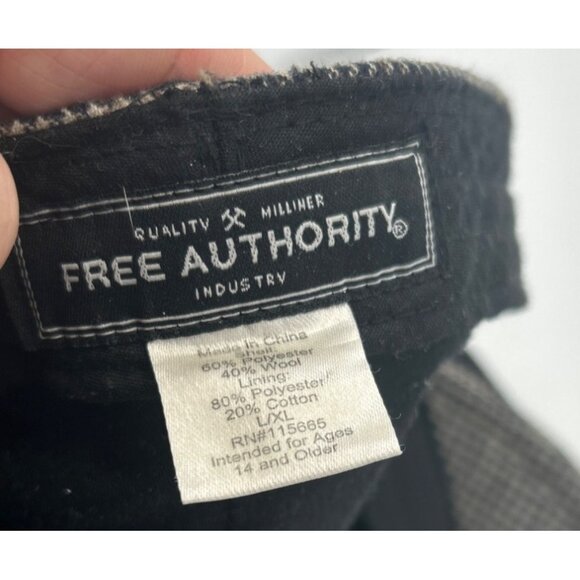 QUALITY MILLINER
FREE AUTHORITY®
INDUSTRY
Made in China
Shell:
60% Polyester
40% Wool
Lining:
80% Polyester
20% Cotton
L/XL
RN#115665
Intended for Ages
14 and Older